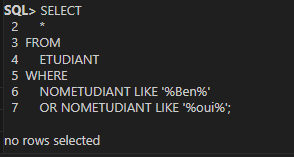 SQL> SELECT
2 *
3 FROM
4 ETUDIANT
5 WHERE
6 NOMETUDIANT LIKE '%Ben%'
7 OR NOMETUDIANT LIKE '%oui%';
no rows selected